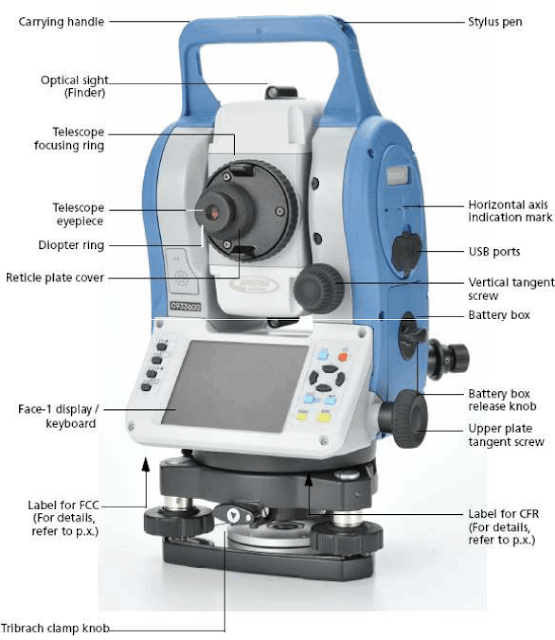 Carrying handle
Stylus pen
Optical sight
(Finder)
Telescope
focusing ring
Telescope
eyepiece
Horizontal axis
indication mark
Diopter ring
USB ports
Reticle plate cover
Vertical tangent
screw
Battery box
Face-1 display /
keyboard
Battery box
release knob
Upper plate
tangent screw
Label for FCC
(For details,
refer to p.x.)
Label for CFR
(For details,
refer to p.x.)
Tribrach clamp knob